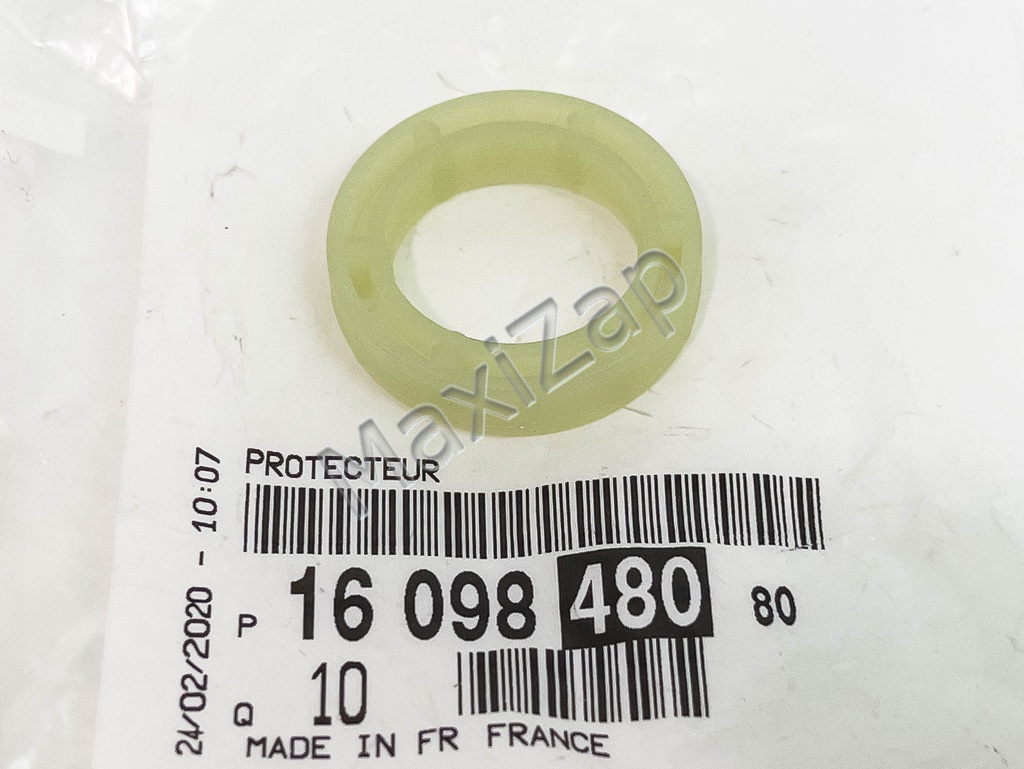 MaxiZap
24/02/2020 - 10:07
PROTECTEUR
P 16 098 480 80
Q 10
MADE IN FR FRANCE